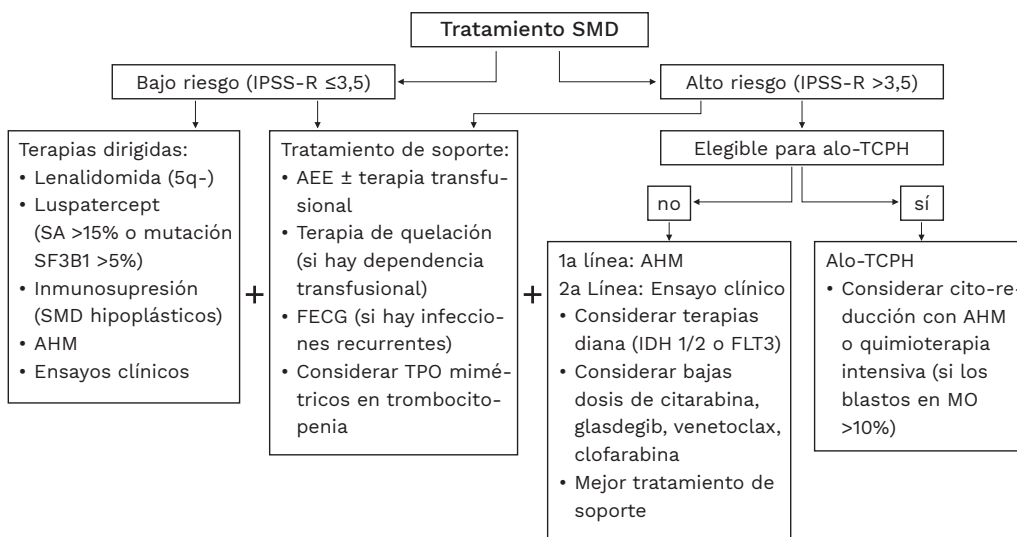 Tratamiento SMD
Bajo riesgo (IPSS-R ≤3,5)
Alto riesgo (IPSS-R >3,5)
Terapias dirigidas:
• Lenalidomida (5q-)
• Luspatercept
(SA >15% o mutación
SF3B1 >5%)
• Inmunosupresión
(SMD hipoplásticos)
• AHM
• Ensayos clínicos
+
Tratamiento de soporte:
• AEE ± terapia transfu-
sional
• Terapia de quelación
(si hay dependencia
transfusional)
• FECG (si hay infecciones
recurrentes)
• Considerar TPO mimé-
tricos en trombocito-
penia
+
Elegible para alo-TCPH
no
sí
1a línea: AHM
2a Línea: Ensayo clínico
• Considerar terapias
diana (IDH 1/2 o FLT3)
• Considerar bajas
dosis de citarabina,
glasdegib, venetoclax,
clofarabina
• Mejor tratamiento de
soporte
Alo-TCPH
• Considerar cito-re-
ducción con AHM
o quimioterapia
intensiva (si los
blastos en MO
>10%)